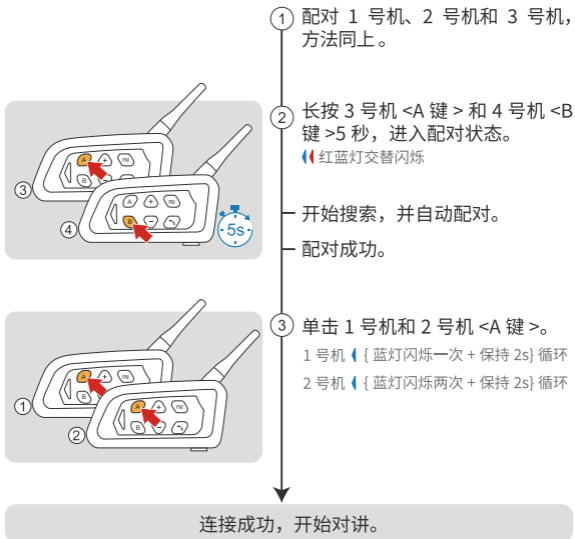 ① 配对 1 号机、2 号机和 3 号机，
方法同上。
② 长按 3 号机 <A 键 > 和 4 号机 <B
键 >5 秒，进入配对状态。
红蓝灯交替闪烁
A
+
FM
B
−
③
A
+
FM
B
−
④
5s
开始搜索，并自动配对。
配对成功。
③ 单击 1 号机和 2 号机 <A 键 >。
1 号机 { 蓝灯闪烁一次 + 保持 2s} 循环
2 号机 { 蓝灯闪烁两次 + 保持 2s} 循环
A
+
FM
B
①
A
+
FM
B
−
②
连接成功，开始对讲。